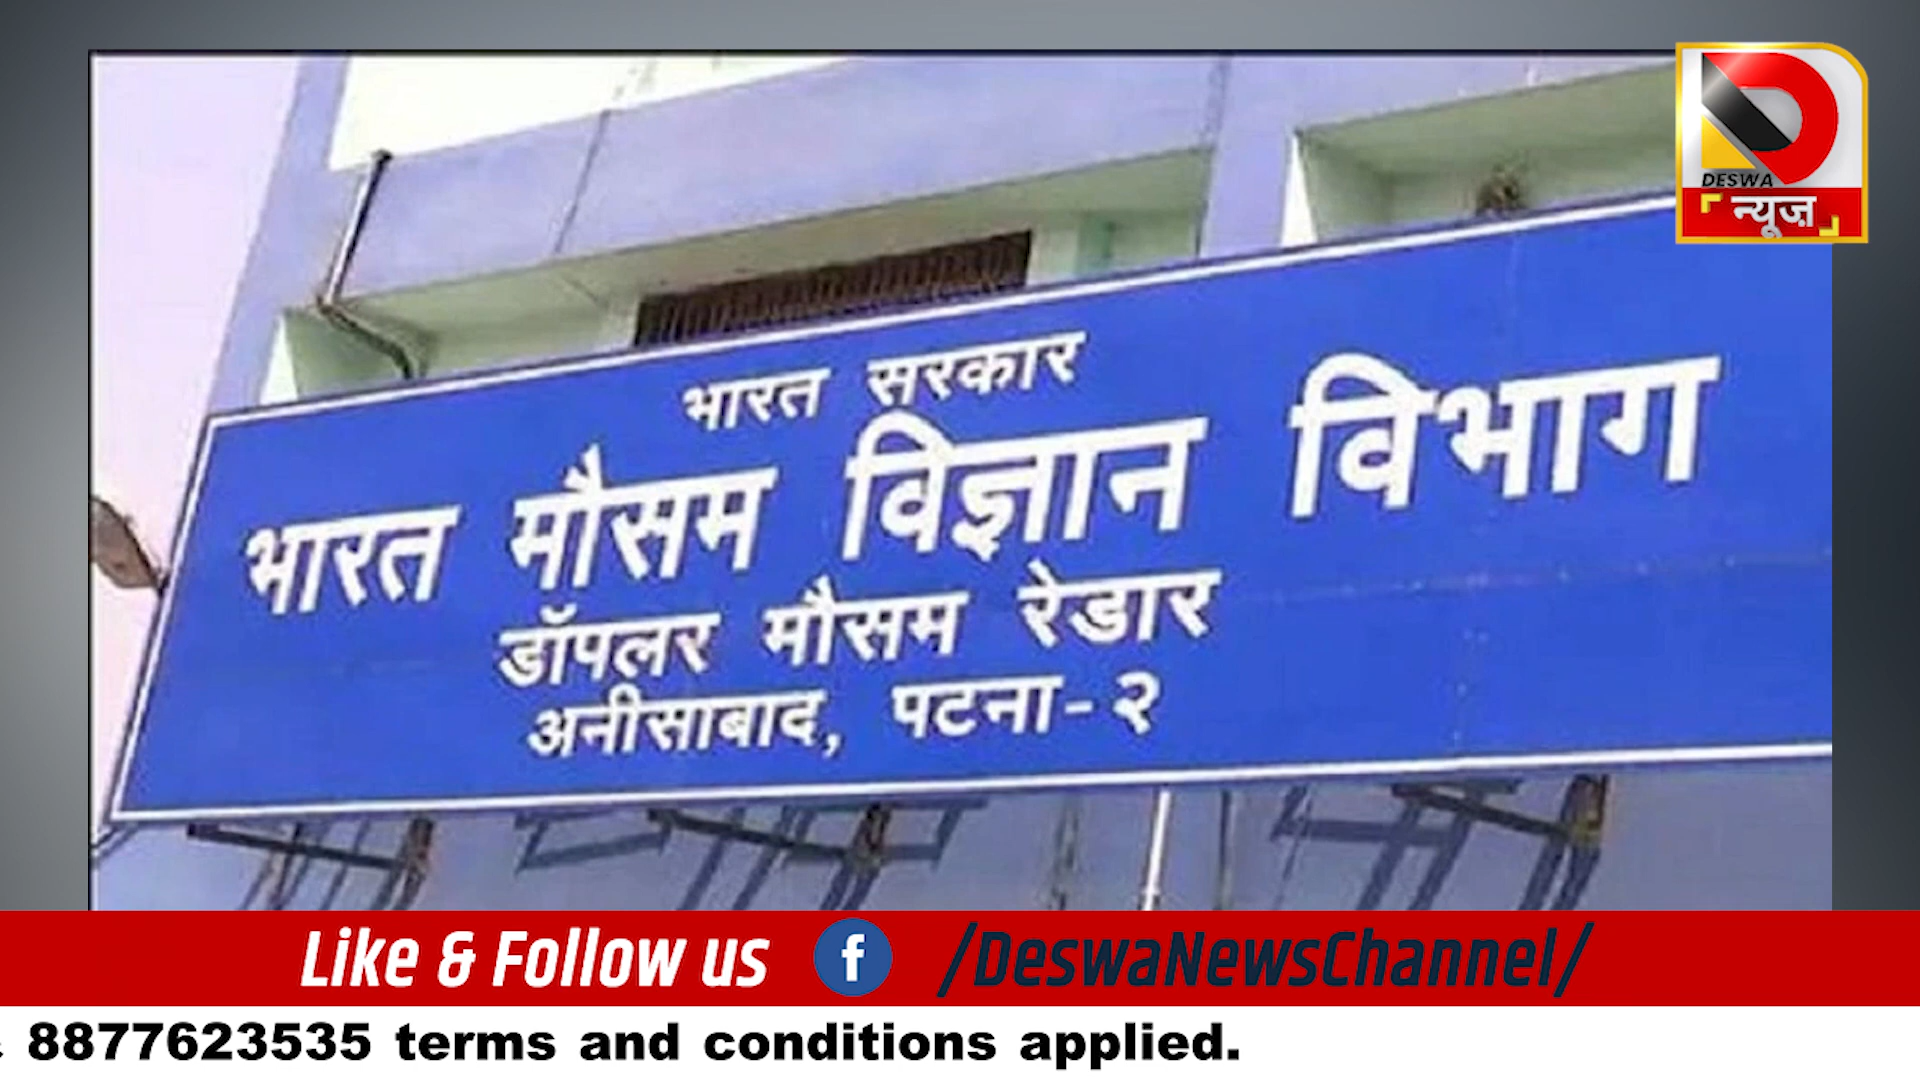 DESWA
न्यूज़
भारत सरकार
भारत मौसम विज्ञान विभाग
डॉपलर मौसम रेडार
अनीसाबाद, पटना-२
Like & Follow us f /DeswaNewsChannel/
8877623535 terms and conditions applied.